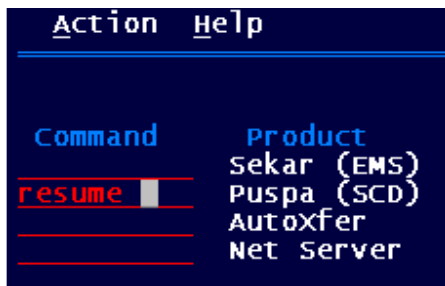 Action Help
Command Product
Sekar (EMS)
resume Puspa (SCD)
AutoXfer
Net Server